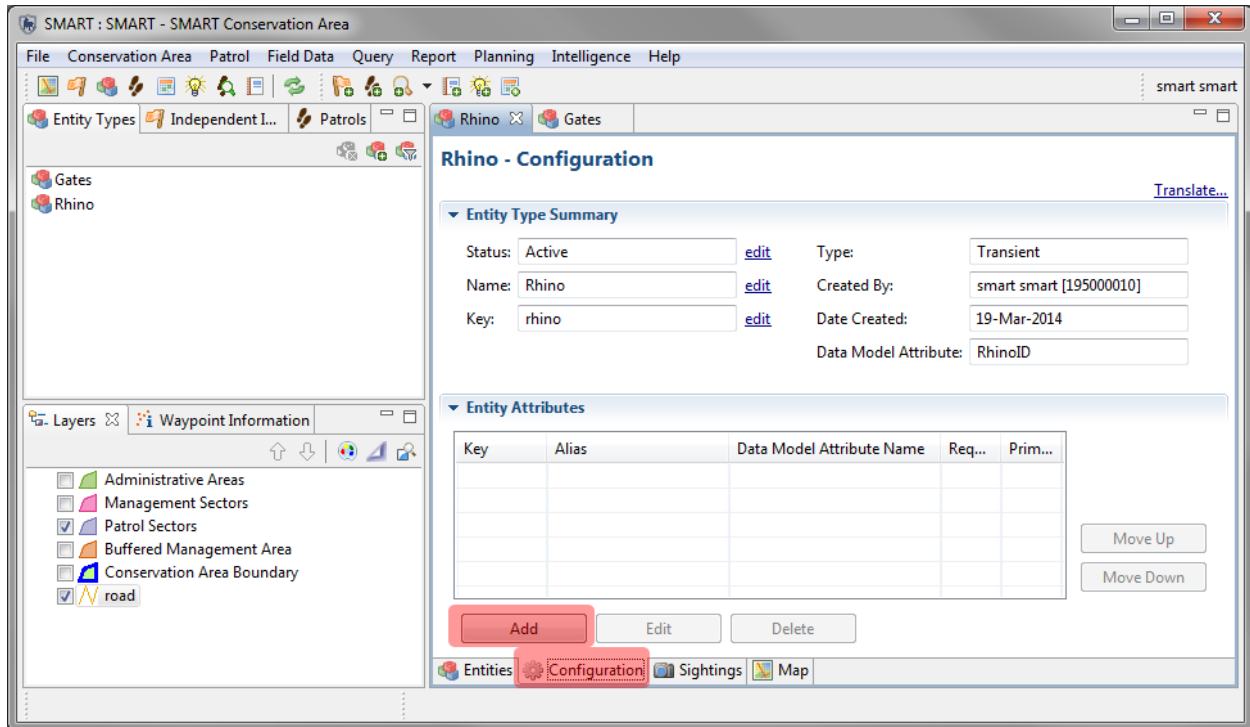 SMART : SMART - SMART Conservation Area
File Conservation Area Patrol Field Data Query Report Planning Intelligence Help
smart smart
Entity Types Independent I... Patrols
Gates
Rhino
Layers Waypoint Information
Administrative Areas
Management Sectors
Patrol Sectors
Buffered Management Area
Conservation Area Boundary
road
Rhino Gates
Rhino - Configuration
Translate...
Entity Type Summary
Status: Active edit Type: Transient
Name: Rhino edit Created By: smart smart [195000010]
Key: rhino edit Date Created: 19-Mar-2014
Data Model Attribute: RhinoID
Entity Attributes
Key Alias Data Model Attribute Name Req... Prim...
Move Up
Move Down
Add Edit Delete
Entities Configuration Sightings Map